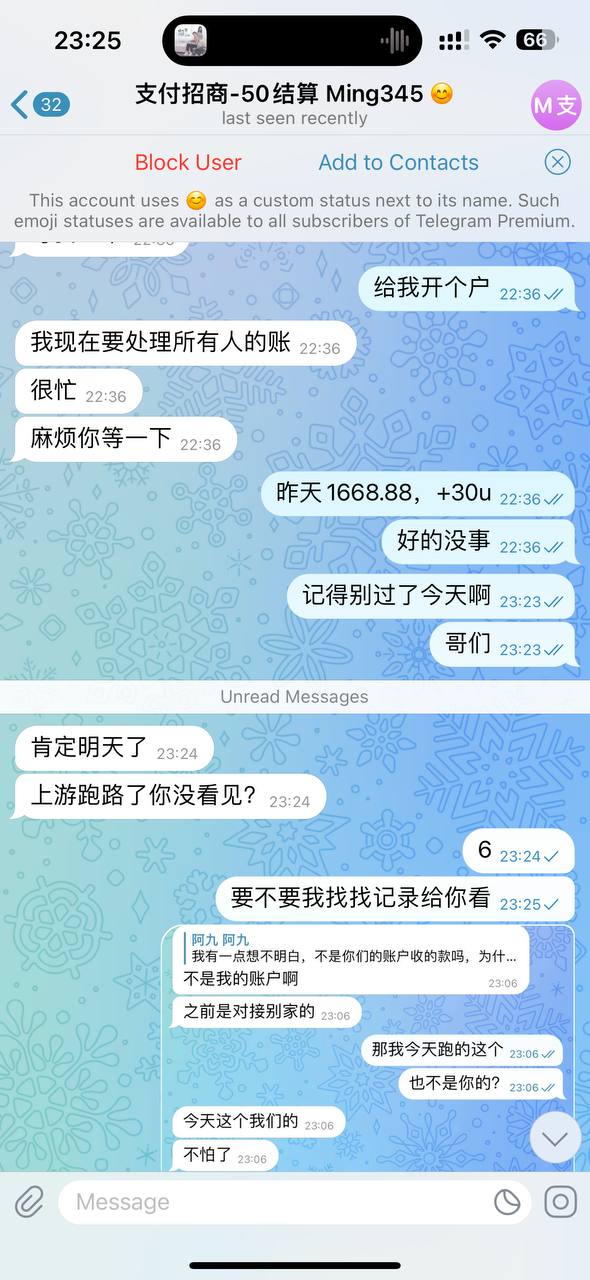 23:25
66
32
支付招商-50结算 Ming345 😊
last seen recently
M支
Block User
Add to Contacts
This account uses 😊 as a custom status next to its name. Such
emoji statuses are available to all subscribers of Telegram Premium.
给我开个户 22:36
我现在要处理所有人的账 22:36
很忙 22:36
麻烦你等一下 22:36
昨天1668.88，+30u 22:36
好的没事 22:36
记得别过了今天啊 23:23
哥们 23:23
Unread Messages
肯定明天了 23:24
上游跑路了你没看见？ 23:24
6 23:24
要不要我找找记录给你看 23:25
阿九 阿九
我有一点想不明白，不是你们的账户收的款吗，为什...
不是我的账户啊 23:06
之前是对接别家的 23:06
那我今天跑的这个 23:06
也不是你的？ 23:06
今天这个我们的 23:06
不怕了 23:06
Message